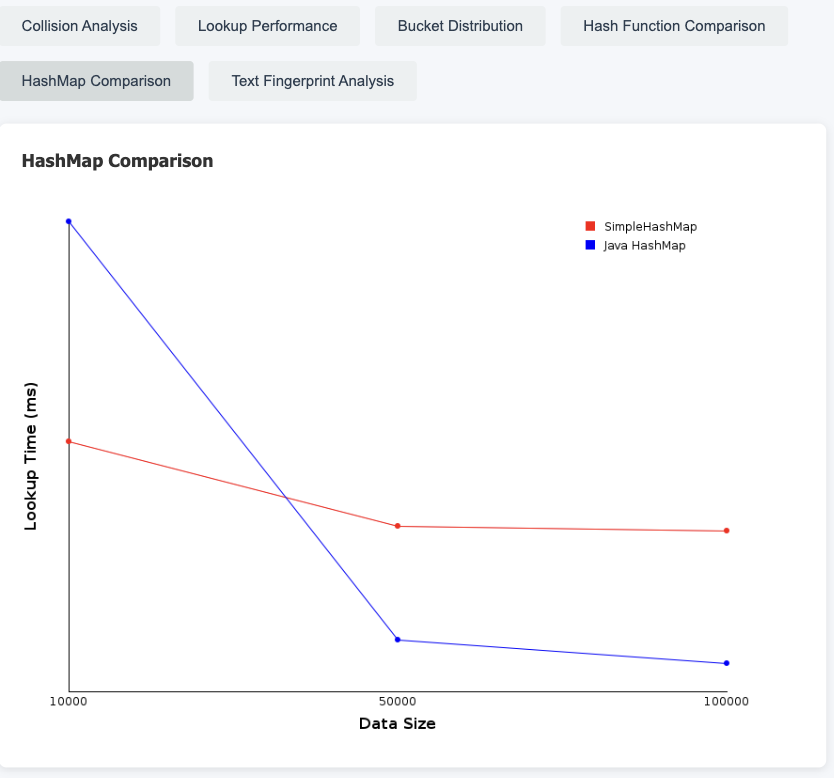 Collision Analysis
Lookup Performance
Bucket Distribution
Hash Function Comparison
HashMap Comparison
Text Fingerprint Analysis
HashMap Comparison
SimpleHashMap
Java HashMap
Lookup Time (ms)
10000
50000
100000
Data Size